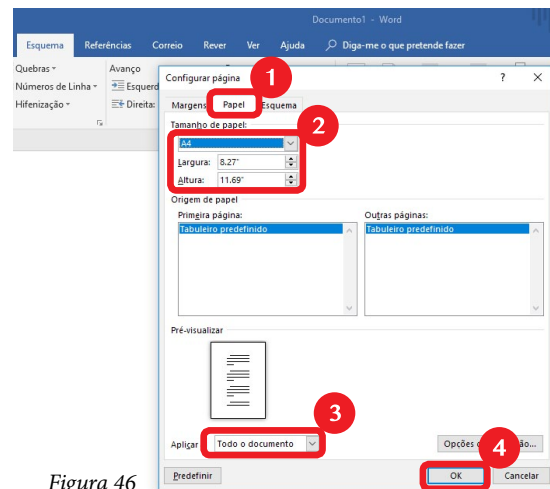 Documento1 - Word
Esquema Referências Correio Rever Ver Ajuda Diga-me o que pretende fazer
Quebras Avanço
Números de Linha
Hifenização Direita:
Configurar página ? X
1
Margens Papel Esquema
Tamanho de papel:
2
A4
Largura: 8.27"
Altura: 11.69"
Origem de papel
Primeira página: Outras páginas:
Tabuleiro predefinido Tabuleiro predefinido
Pré-visualizar
3
Aplicar Todo o documento
4
Opções
Predefinir OK Cancelar
Figura 46